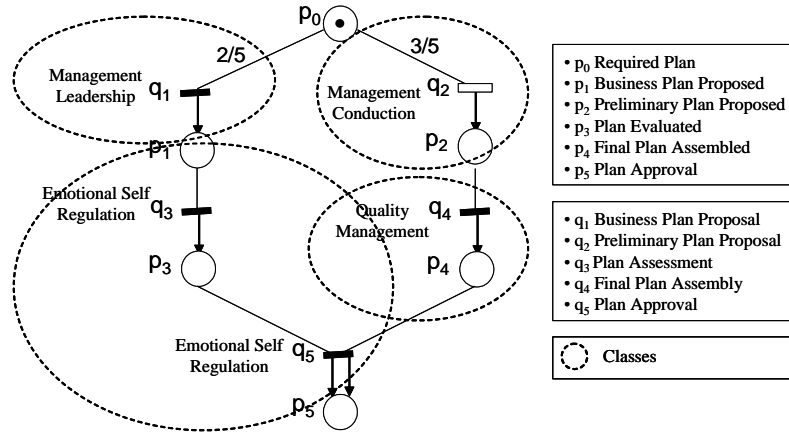 p0
2/5
3/5
Management
Leadership
q1
Management
Conduction
q2
p1
p2
Emotional Self
Regulation
q3
Quality
Management
q4
p3
p4
Emotional Self
Regulation
q5
p5
• p0 Required Plan
• p1 Business Plan Proposed
• p2 Preliminary Plan Proposed
• p3 Plan Evaluated
• p4 Final Plan Assembled
• p5 Plan Approval
• q1 Business Plan Proposal
• q2 Preliminary Plan Proposal
• q3 Plan Assessment
• q4 Final Plan Assembly
• q5 Plan Approval
Classes